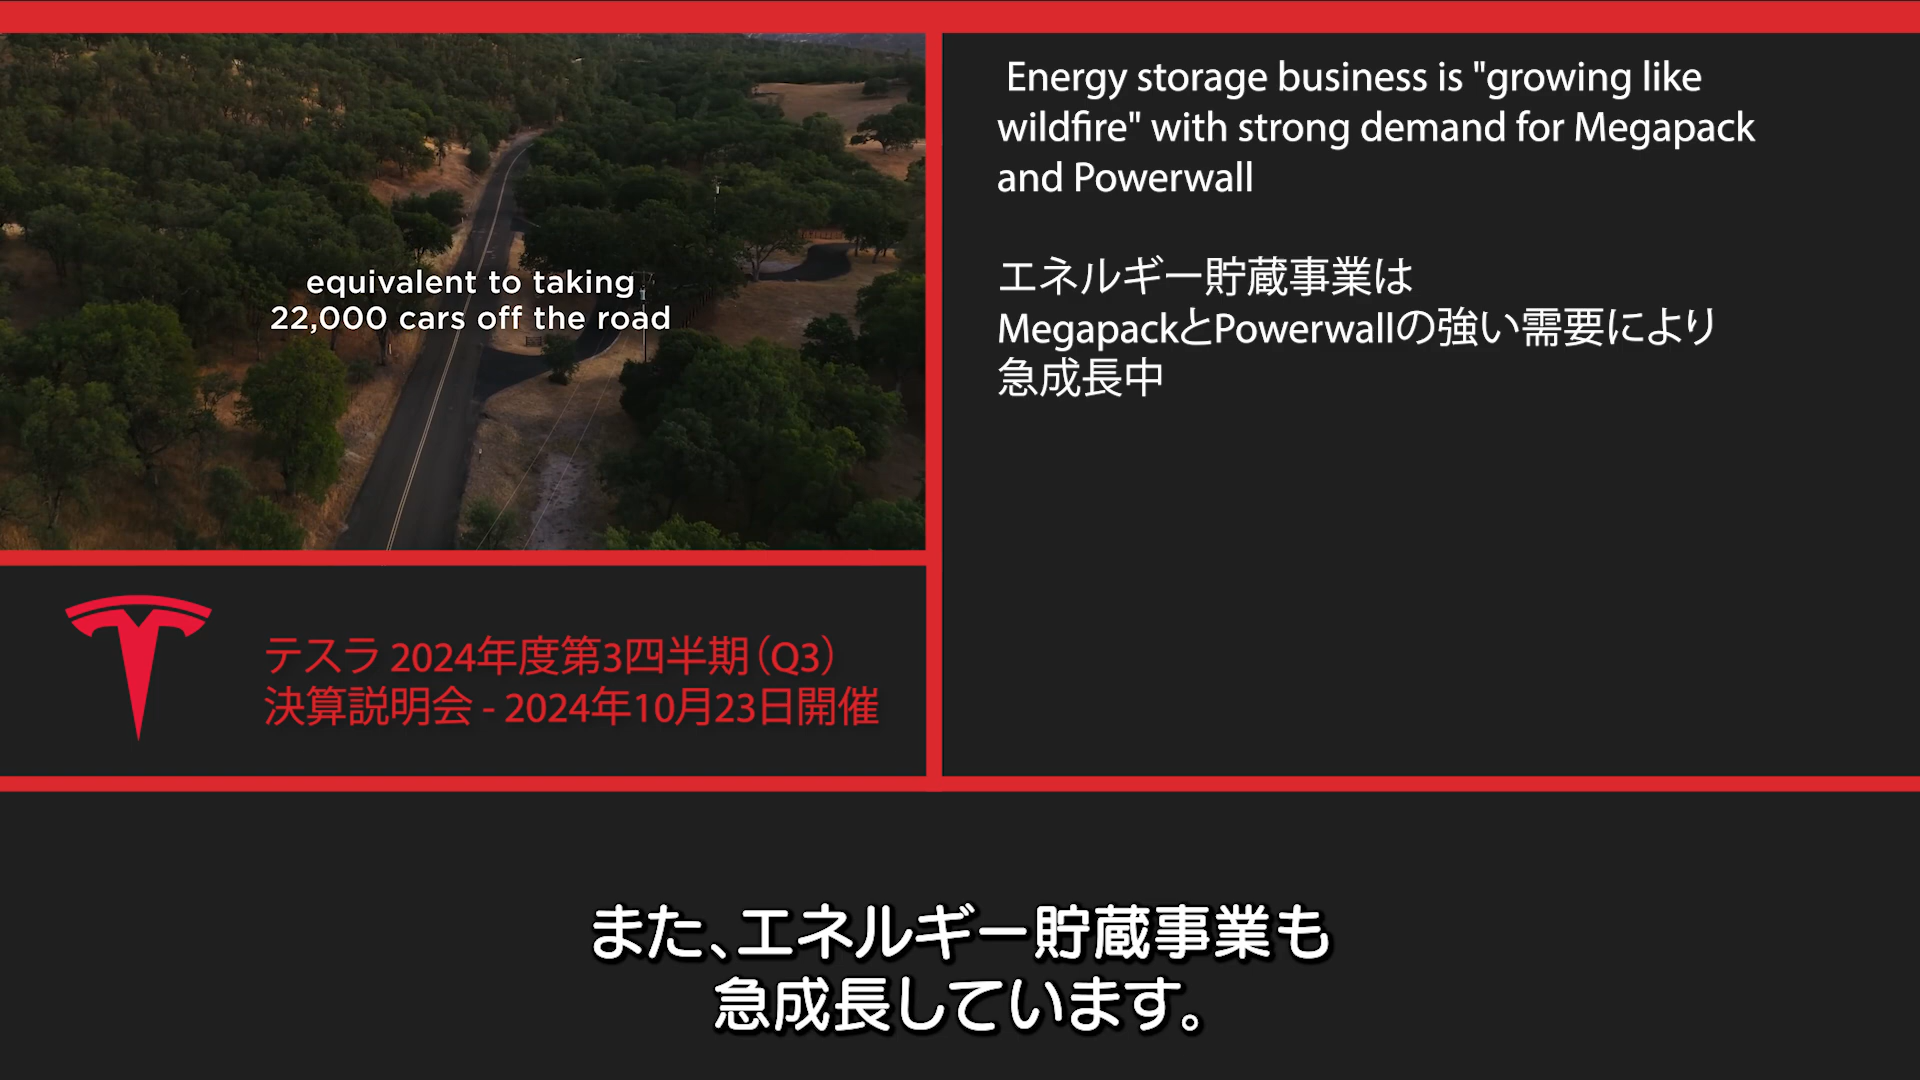 equivalent to taking
22,000 cars off the road
Energy storage business is "growing like
wildfire" with strong demand for Megapack
and Powerwall
エネルギー貯蔵事業は
MegapackとPowerwallの強い需要により
急成長中
テスラ 2024年度第3四半期（Q3）
決算説明会 - 2024年10月23日開催
また、エネルギー貯蔵事業も
急成長しています。